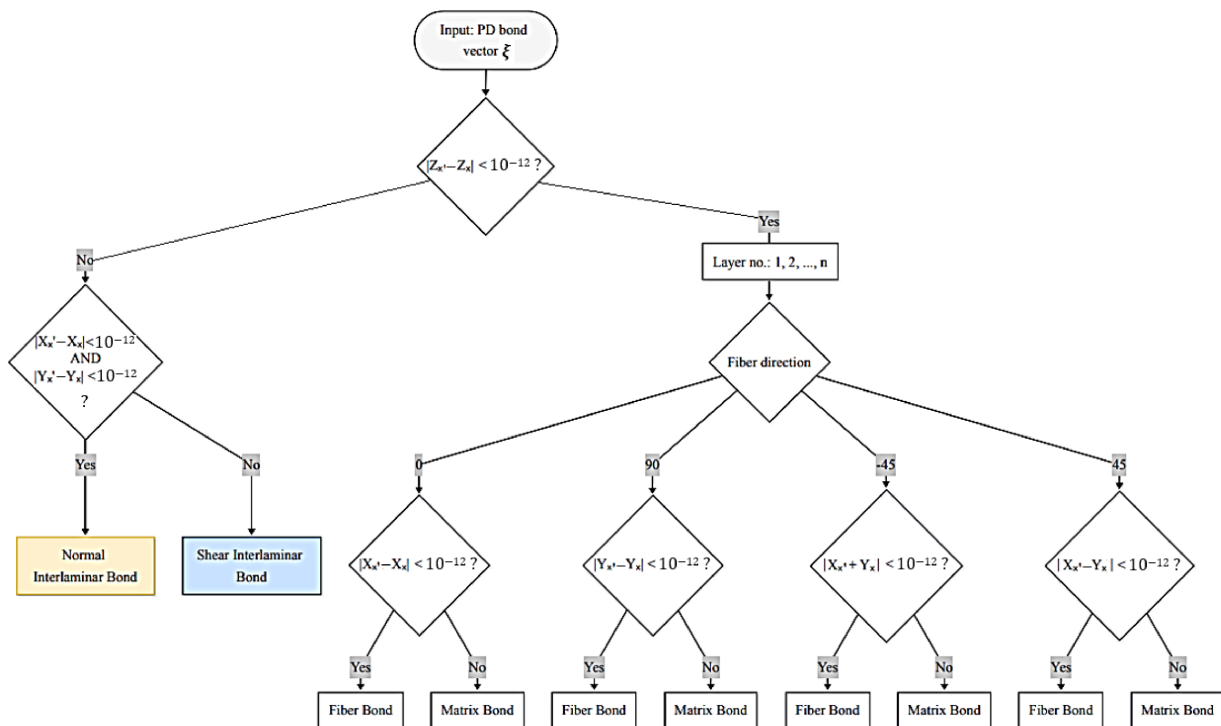 Input: PD bond
vector ξ
|Zₓ'−Zₓ| < 10⁻¹² ?
No
Yes
Layer no.: 1, 2, ..., n
|Xₓ'−Xₓ|<10⁻¹²
AND
|Yₓ'−Yₓ| <10⁻¹²
?
Fiber direction
Yes
No
0
90
-45
45
Normal
Interlaminar Bond
Shear Interlaminar
Bond
|Xₓ'−Xₓ| < 10⁻¹² ?
|Yₓ'−Yₓ| < 10⁻¹² ?
|Xₓ'+ Yₓ| < 10⁻¹² ?
| Xₓ'−Yₓ | < 10⁻¹² ?
Yes
No
Yes
No
Yes
No
Yes
No
Fiber Bond
Matrix Bond
Fiber Bond
Matrix Bond
Fiber Bond
Matrix Bond
Fiber Bond
Matrix Bond